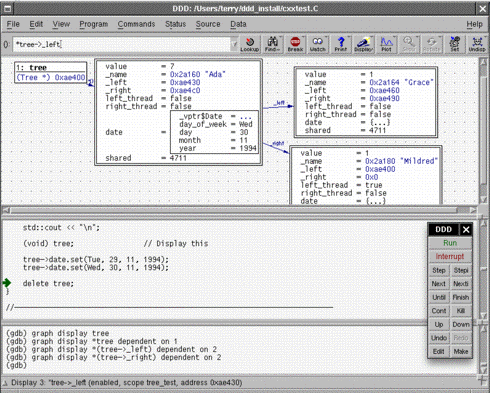 DDD: /Users/terry/ddd_install/cxxtest.C
File Edit View Program Commands Status Source Data Help
(): *tree->_left
Lookup Find>> Break Watch Print Display Show Rotate Set Undisp
1: tree
(Tree *) 0xae400
value = 7
_name = 0x2a160 "Ada"
_left = 0xae430
_right = 0xae4c0
left_thread = false
right_thread = false
date =
_vptr$Date = ...
day_of_week = Wed
day = 30
month = 11
year = 1994
shared = 4711
_left
value = 1
_name = 0x2a164 "Grace"
_left = 0xae460
_right = 0xae490
left_thread = false
right_thread = false
date = {...}
shared = 4711
_right
value = 1
_name = 0x2a180 "Mildred"
_left = 0xae400
_right = 0x0
left_thread = true
right_thread = false
date = {...}
std::cout << "\n";
(void) tree; // Display this
tree->date.set(Tue, 29, 11, 1994);
tree->date.set(Wed, 30, 11, 1994);
delete tree;
}
//
DDD
Run
Interrupt
Step Stepi
Next Nexti
Until Finish
Cont Kill
Up Down
Undo Redo
Edit Make
(gdb) graph display tree
(gdb) graph display *tree dependent on 1
(gdb) graph display *(tree->_left) dependent on 2
(gdb) graph display *(tree->_right) dependent on 2
(gdb)
Display 3: *tree->_left (enabled, scope tree_test, address 0xae430)